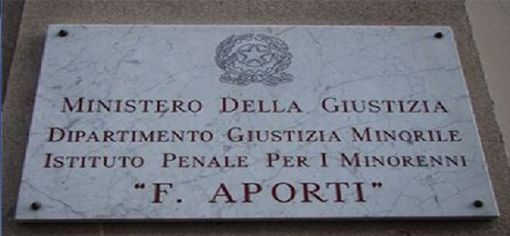 MINISTERO DELLA GIUSTIZIA
DIPARTIMENTO GIUSTIZIA MINORILE
ISTITUTO PENALE PER I MINORENNI
"F. APORTI"